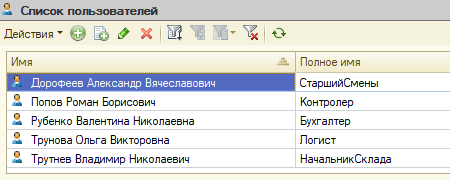 Список пользователей
Действия
Имя Полное имя
Дорофеев Александр Вячеславович СтаршийСмены
Попов Роман Борисович Контролер
Рубенко Валентина Николаевна Бухгалтер
Трунова Ольга Викторовна Логист
Трутнев Владимир Николаевич НачальникСклада